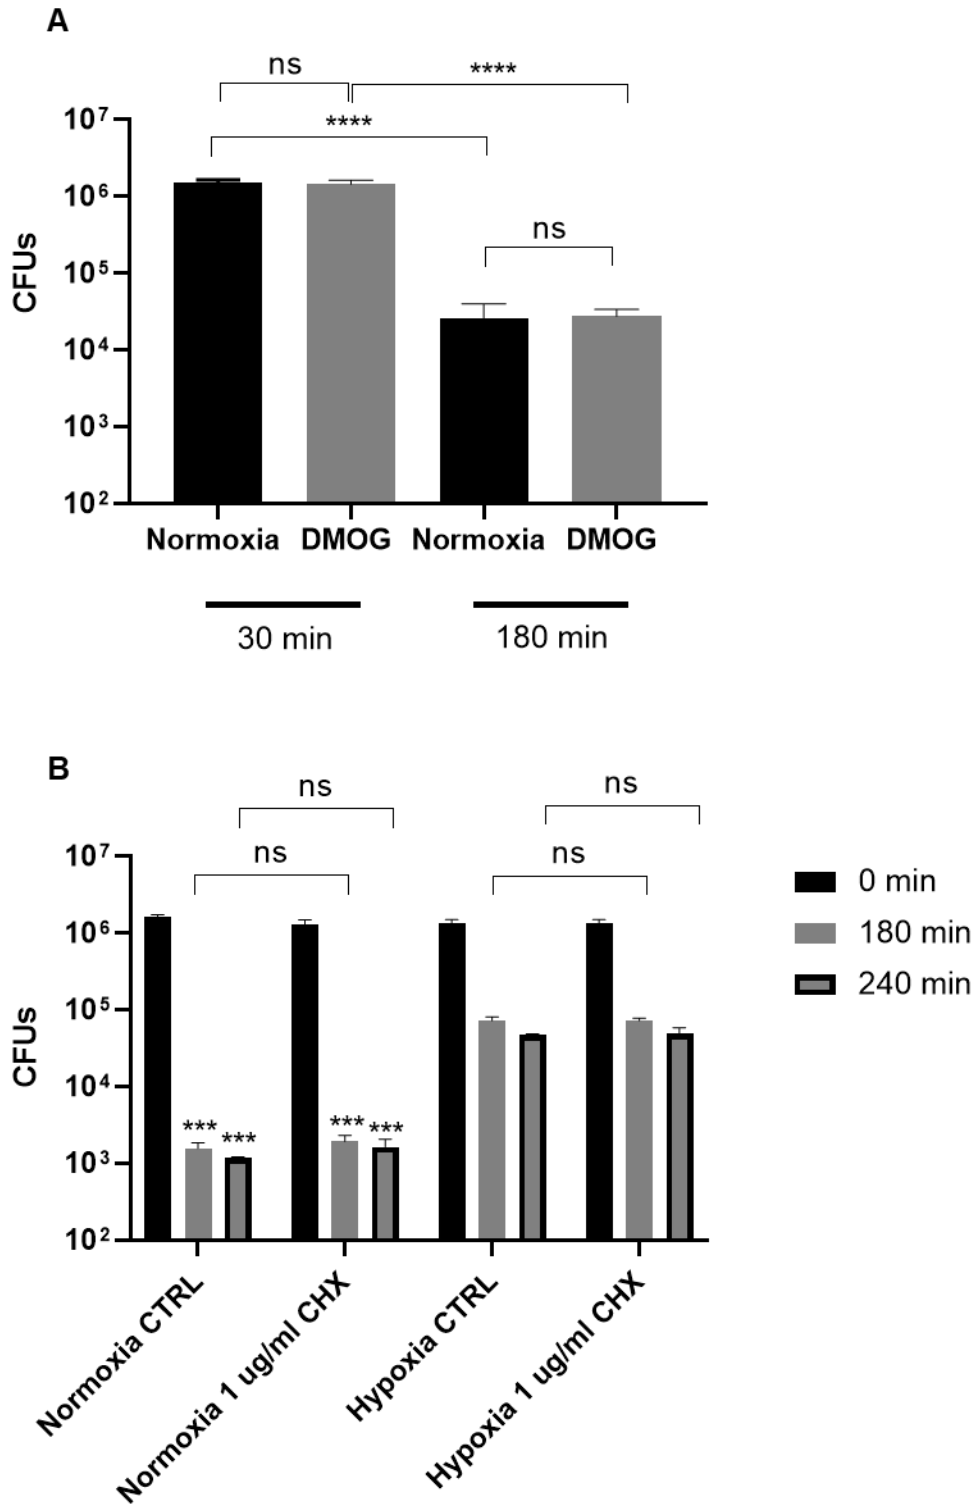 A
ns
****
****
10⁷
10⁶
ns
10⁵
CFUs
10⁴
10³
10²
Normoxia DMOG Normoxia DMOG
30 min 180 min
B
ns ns
ns ns
10⁷
0 min
10⁶
180 min
240 min
10⁵
CFUs
10⁴
*** *** *** ***
10³
10²
Normoxia CTRL
Normoxia 1 ug/ml CHX
Hypoxia CTRL
Hypoxia 1 ug/ml CHX